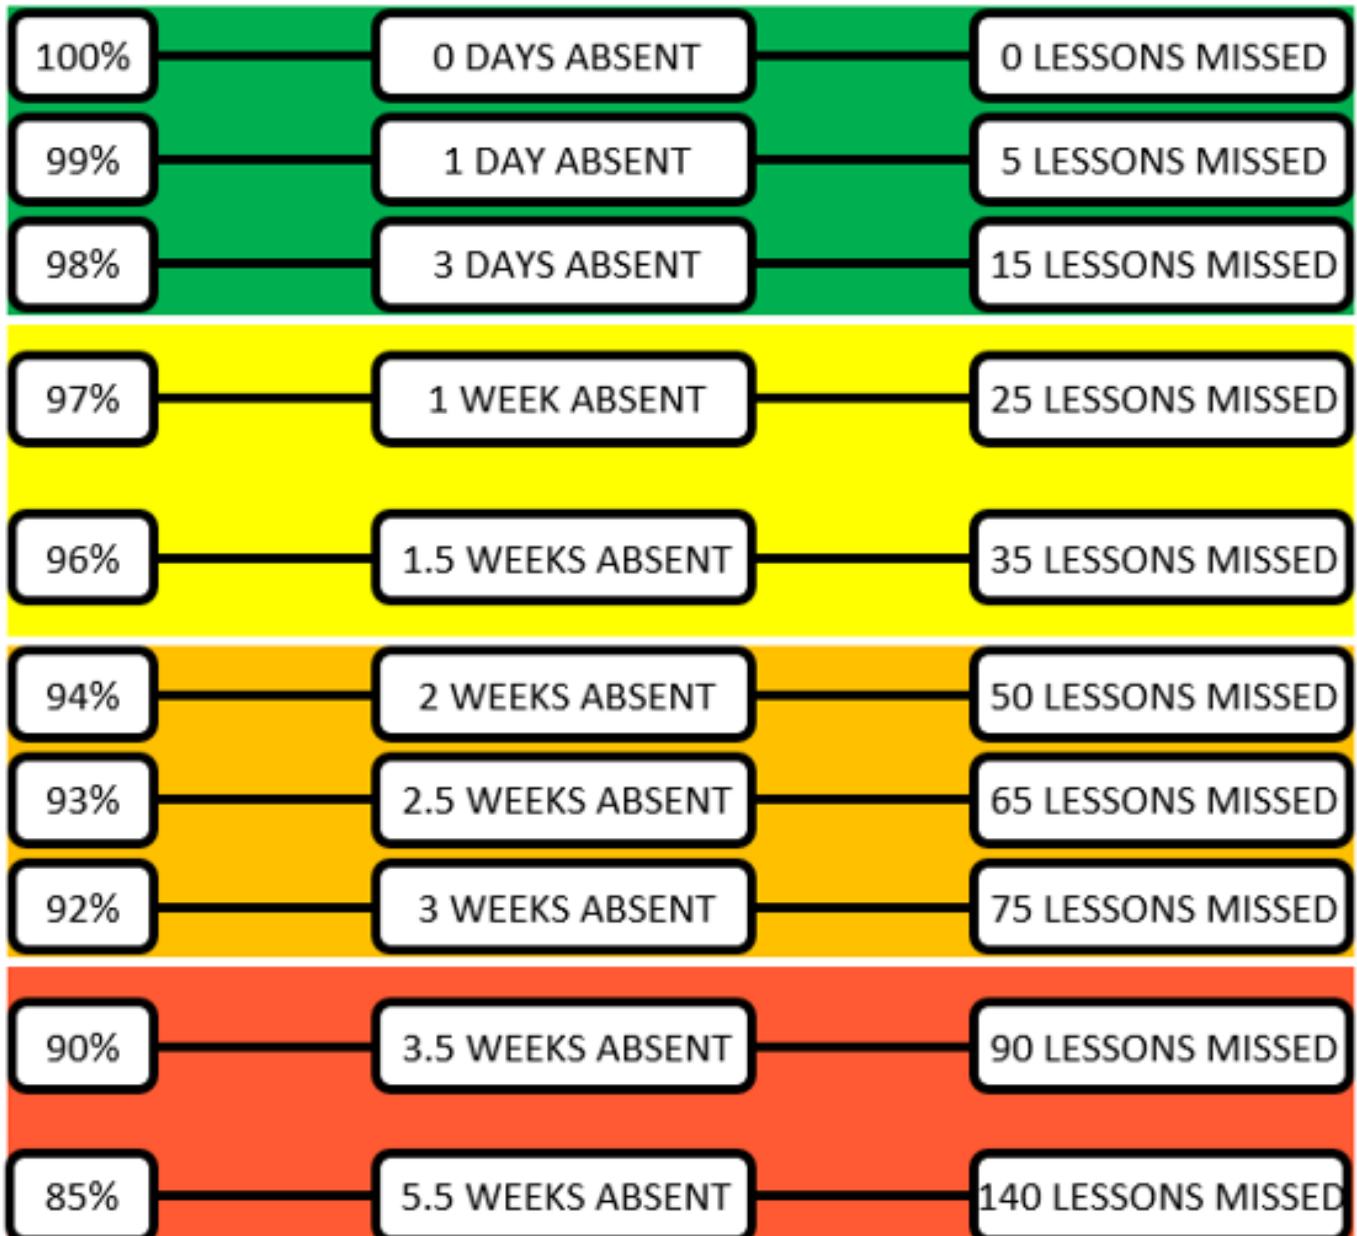 100% 0 DAYS ABSENT 0 LESSONS MISSED
99% 1 DAY ABSENT 5 LESSONS MISSED
98% 3 DAYS ABSENT 15 LESSONS MISSED
97% 1 WEEK ABSENT 25 LESSONS MISSED
96% 1.5 WEEKS ABSENT 35 LESSONS MISSED
94% 2 WEEKS ABSENT 50 LESSONS MISSED
93% 2.5 WEEKS ABSENT 65 LESSONS MISSED
92% 3 WEEKS ABSENT 75 LESSONS MISSED
90% 3.5 WEEKS ABSENT 90 LESSONS MISSED
85% 5.5 WEEKS ABSENT 140 LESSONS MISSED